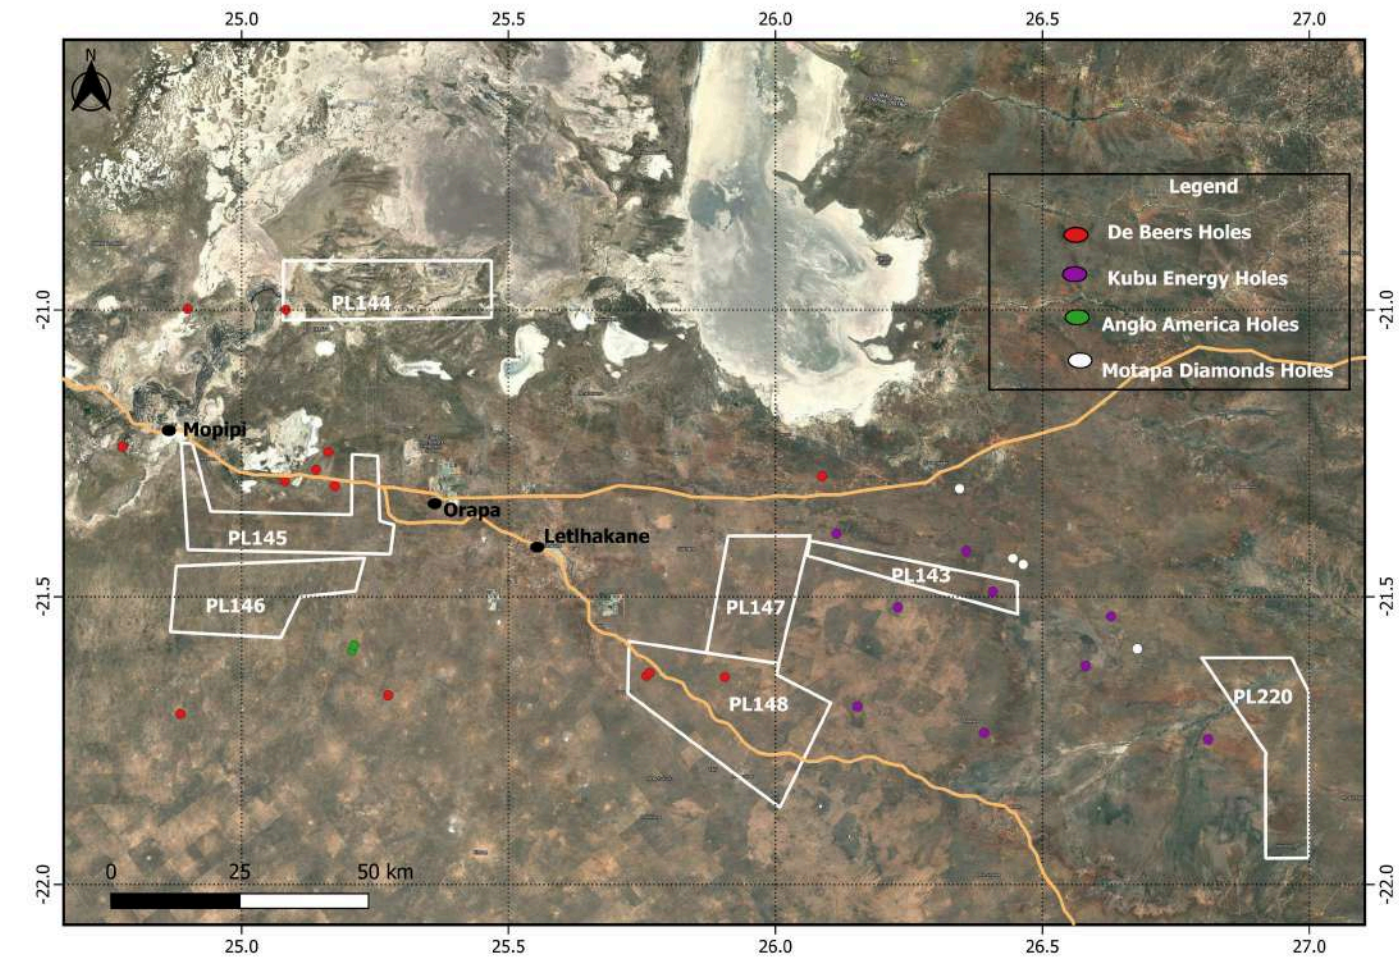 25.0 25.5 26.0 26.5 27.0
N
Legend
De Beers Holes
Kubu Energy Holes
Anglo America Holes
Motapa Diamonds Holes
PL144
-21.0 -21.0
Mopipi
Orapa
Letlhakane
PL145
PL143
-21.5 -21.5
PL146
PL147
PL148
PL220
0 25 50 km
-22.0 -22.0
25.0 25.5 26.0 26.5 27.0